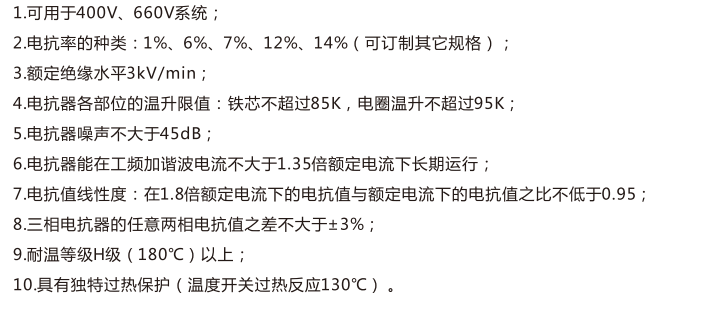 1.可用于400V、660V系统；
2.电抗率的种类：1%、6%、7%、12%、14%（可订制其它规格）；
3.额定绝缘水平3kV/min；
4.电抗器各部位的温升限值：铁芯不超过85K，电圈温升不超过95K；
5.电抗器噪声不大于45dB；
6.电抗器能在工频加谐波电流不大于1.35倍额定电流下长期运行；
7.电抗值线性度：在1.8倍额定电流下的电抗值与额定电流下的电抗值之比不低于0.95；
8.三相电抗器的任意两相电抗值之差不大于±3%；
9.耐温等级H级（180℃）以上；
10.具有独特过热保护（温度开关过热反应130℃）。